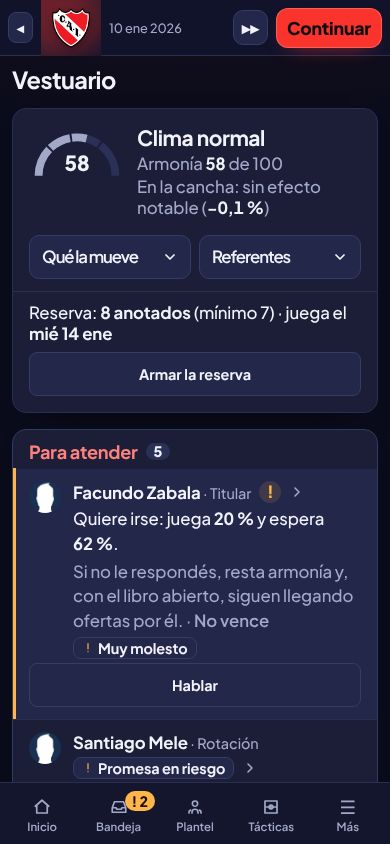 ◀ CAI 10 ene 2026 ▶▶ Continuar
Vestuario
58
Clima normal
Armonía 58 de 100
En la cancha: sin efecto
notable (−0,1 %)
Qué la mueve
Referentes
Reserva: 8 anotados (mínimo 7) · juega el
mié 14 ene
Armar la reserva
Para atender 5
Facundo Zabala · Titular !
Quiere irse: juega 20 % y espera
62 %.
Si no le respondés, resta armonía y,
con el libro abierto, siguen llegando
ofertas por él. · No vence
! Muy molesto
Hablar
Santiago Mele · Rotación
! Promesa en riesgo
! 2
Inicio
Bandeja
Plantel
Tácticas
Más